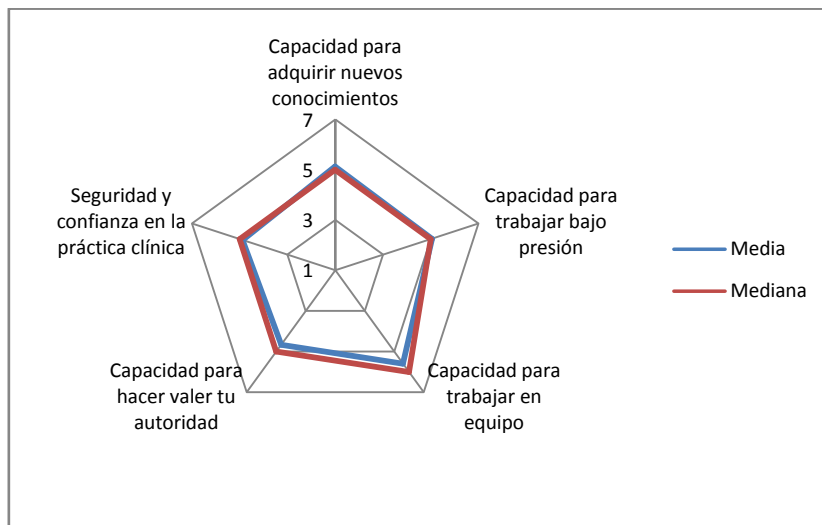 Capacidad para
adquirir nuevos
conocimientos
7
5
3
1
Capacidad para
trabajar bajo
presión
Capacidad para
trabajar en
equipo
Capacidad para
hacer valer tu
autoridad
Seguridad y
confianza en la
práctica clínica
Media
Mediana